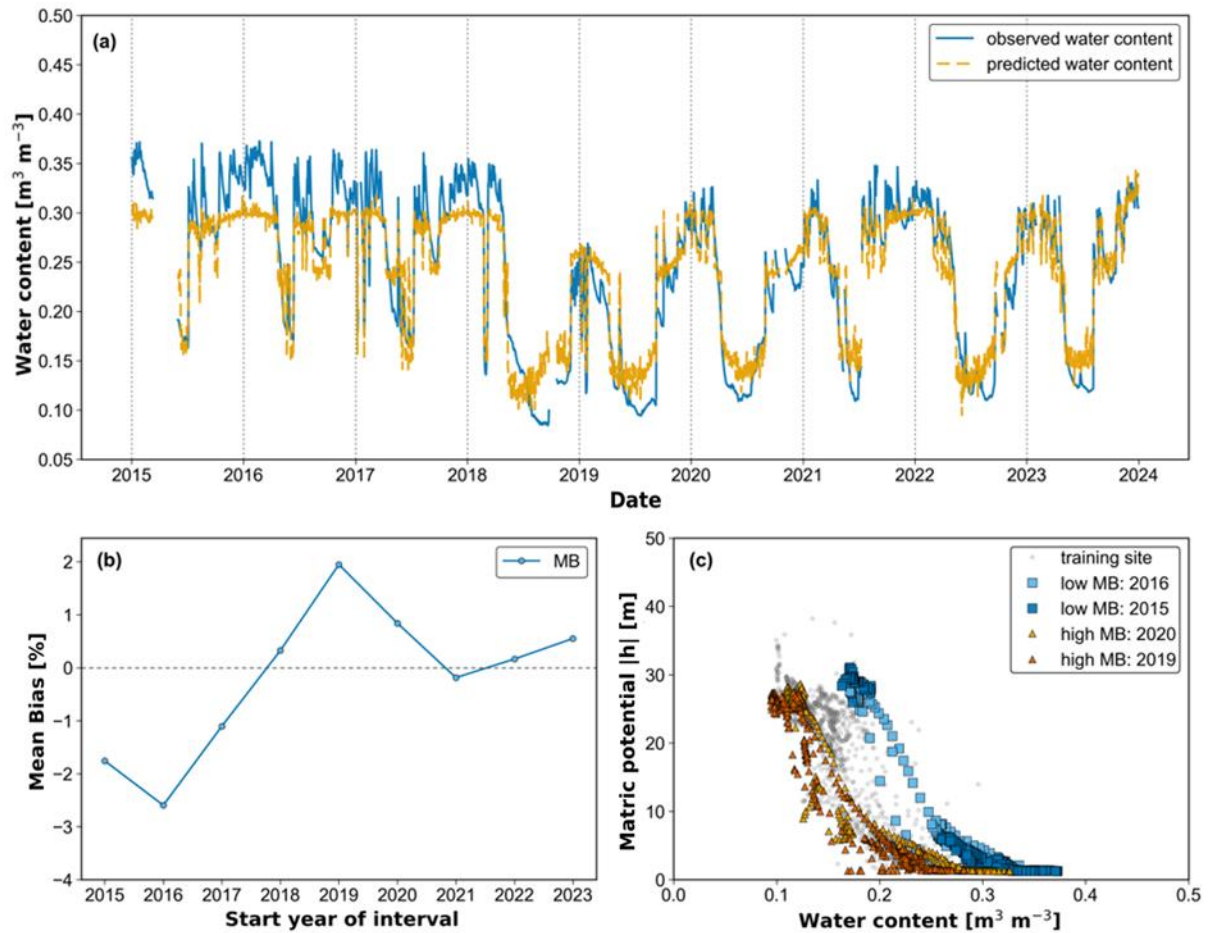 (a)
observed water content
predicted water content
Water content [m³ m⁻³]
0.50
0.45
0.40
0.35
0.30
0.25
0.20
0.15
0.10
0.05
2015 2016 2017 2018 2019 2020 2021 2022 2023 2024
Date
(b)
MB
Mean Bias [%]
2
1
0
−1
−2
−3
−4
2015 2016 2017 2018 2019 2020 2021 2022 2023
Start year of interval
(c)
training site
low MB: 2016
low MB: 2015
high MB: 2020
high MB: 2019
Matric potential |h| [m]
50
40
30
20
10
0
0.0 0.1 0.2 0.3 0.4 0.5
Water content [m³ m⁻³]